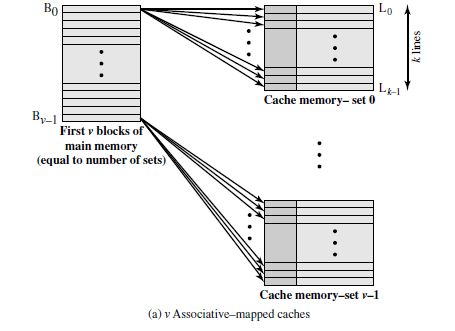 B0
L0
k lines
Lk–1
Cache memory–set 0
Bv–1
First v blocks of
main memory
(equal to number of sets)
Cache memory–set v–1
(a) v Associative–mapped caches